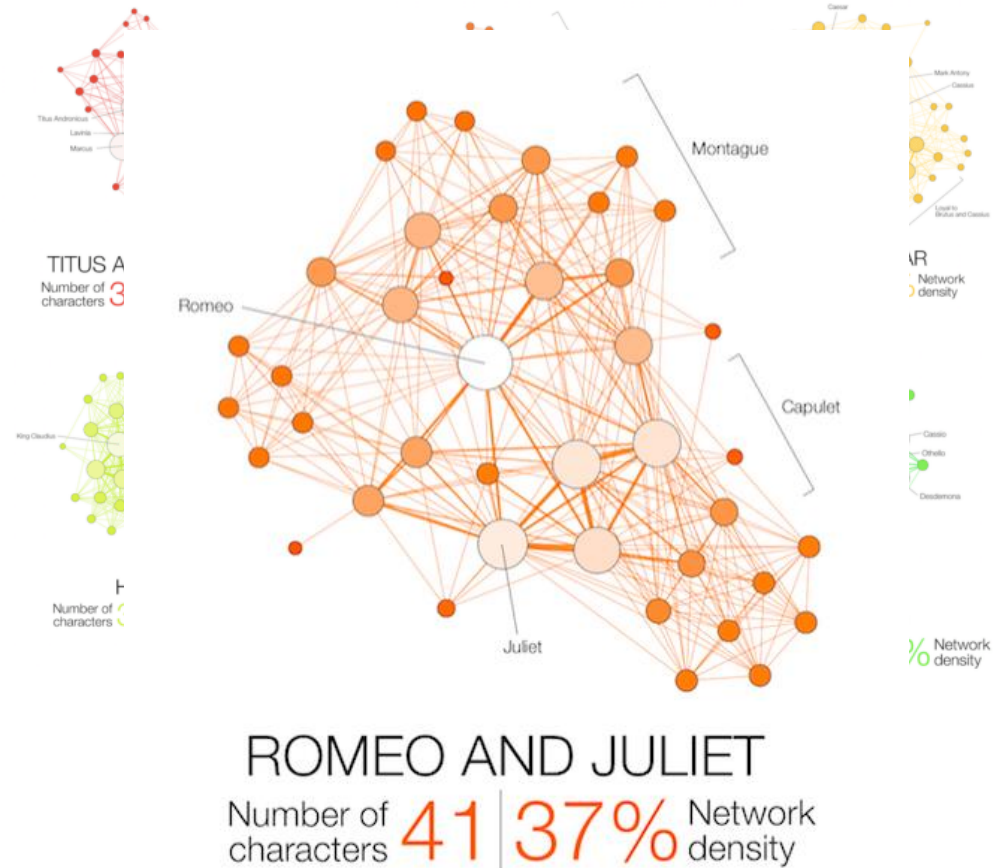 Caesar
Mark Antony
Cassius
Titus Andronicus
Lavinia
Marcus
Montague
Loyal to
Brutus and Cassius
TITUS A
AR
Number of
characters 3
Network
density
Romeo
Capulet
King Claudius
Cassio
Othello
Desdemona
H
Number of
characters
Juliet
% Network
density
ROMEO AND JULIET
Number of
characters 41
37% Network
density